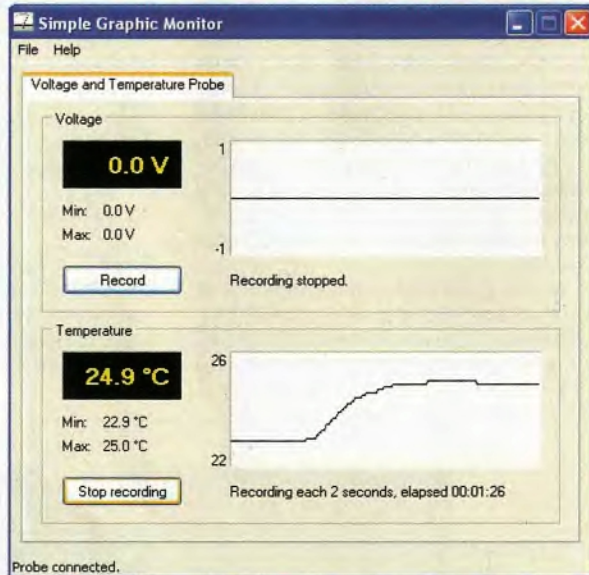 Simple Graphic Monitor
File Help
Voltage and Temperature Probe
Voltage
0.0 V
Min: 0.0 V
Max: 0.0 V
Record
1
-1
Recording stopped.
Temperature
24.9 °C
Min: 22.9 °C
Max: 25.0 °C
Stop recording
26
22
Recording each 2 seconds, elapsed 00:01:26
Probe connected.